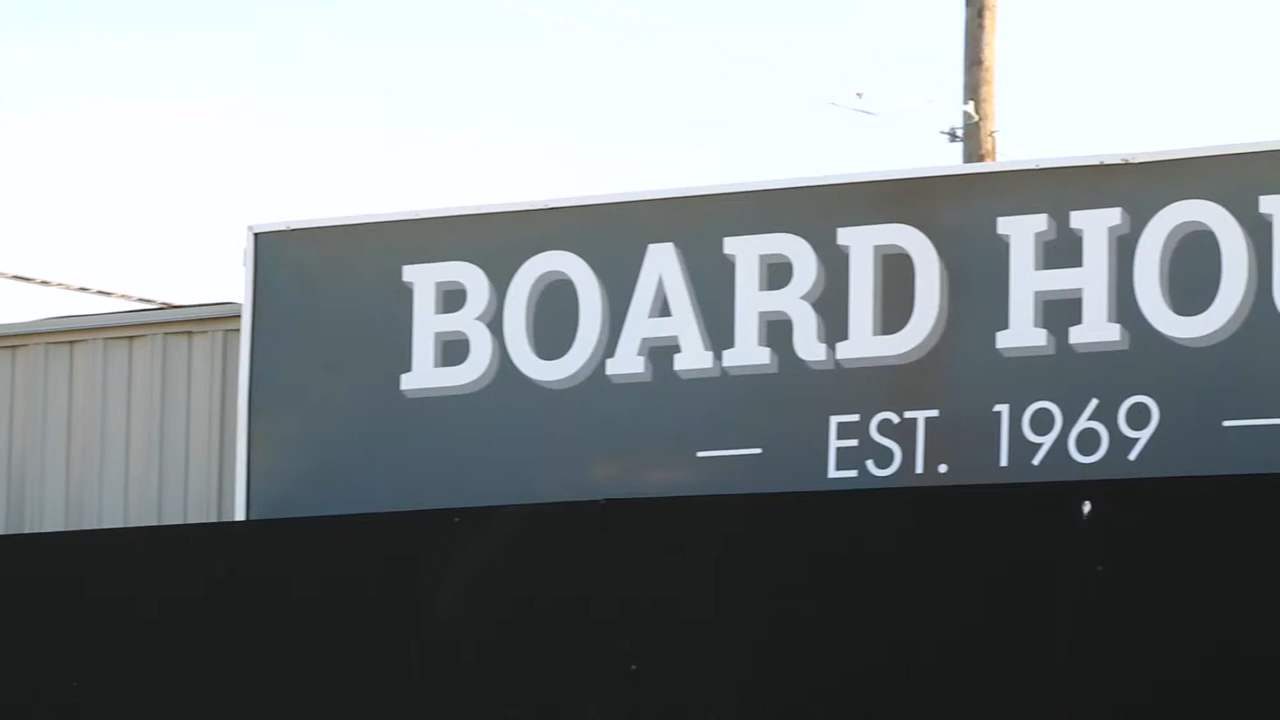 BOARD HOU
— EST. 1969 —